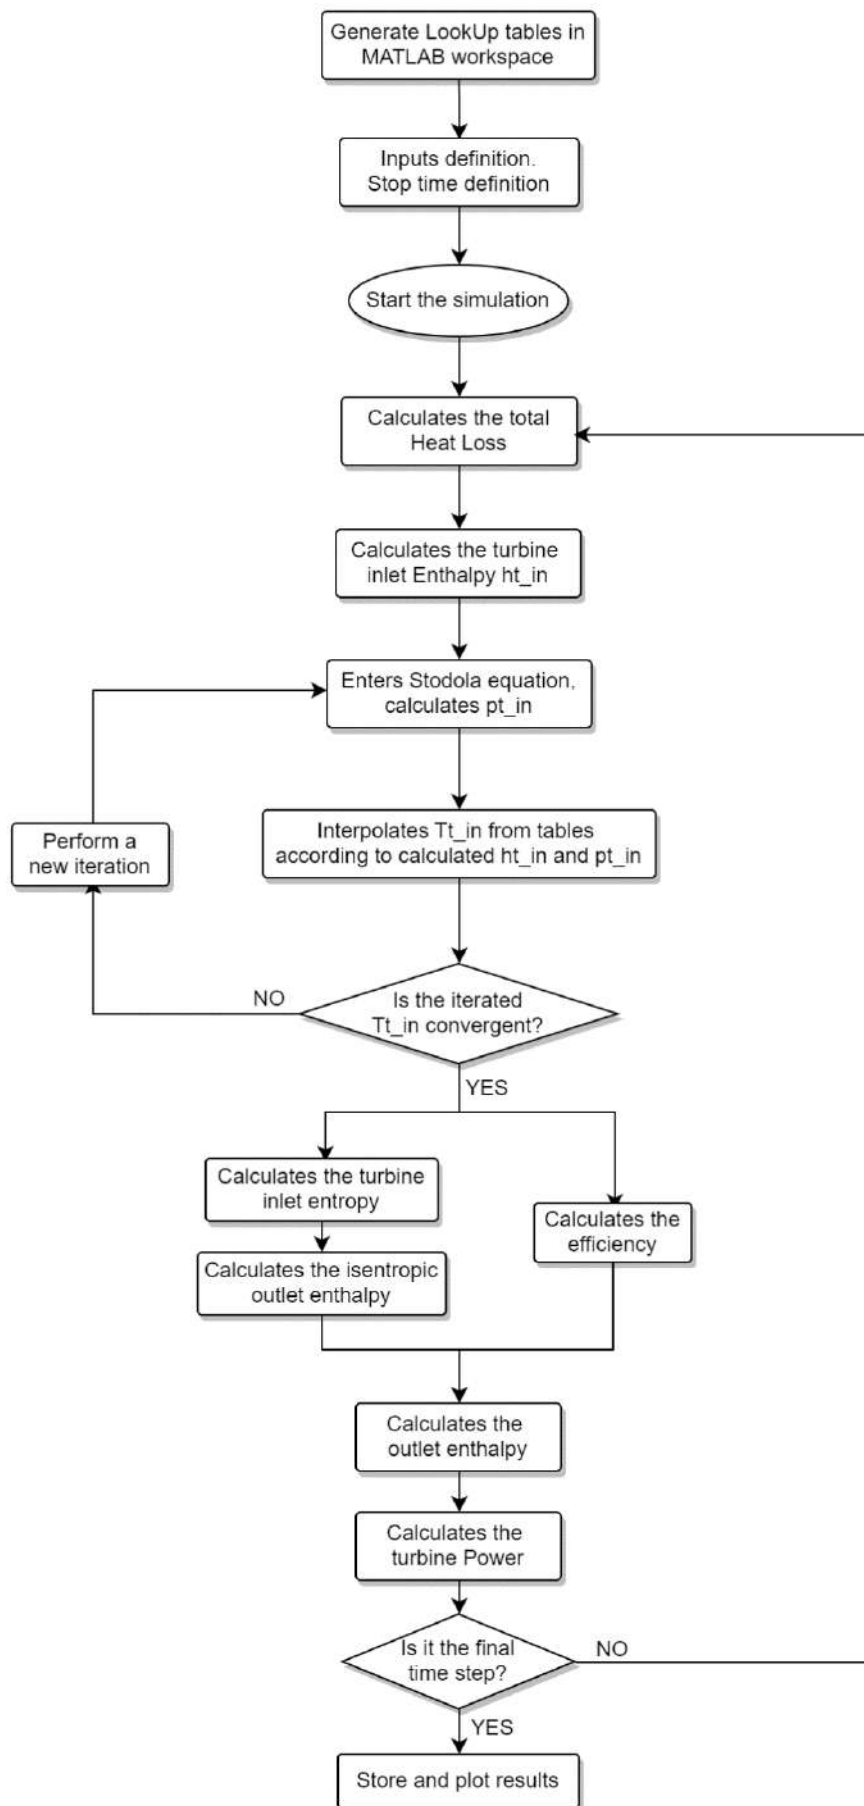 Generate LookUp tables in
MATLAB workspace
Inputs definition.
Stop time definition
Start the simulation
Calculates the total
Heat Loss
Calculates the turbine
inlet Enthalpy ht_in
Enters Stodola equation,
calculates pt_in
Perform a
new iteration
Interpolates Tt_in from tables
according to calculated ht_in and pt_in
NO
Is the iterated
Tt_in convergent?
YES
Calculates the turbine
inlet entropy
Calculates the
efficiency
Calculates the isentropic
outlet enthalpy
Calculates the
outlet enthalpy
Calculates the
turbine Power
Is it the final
time step?
NO
YES
Store and plot results